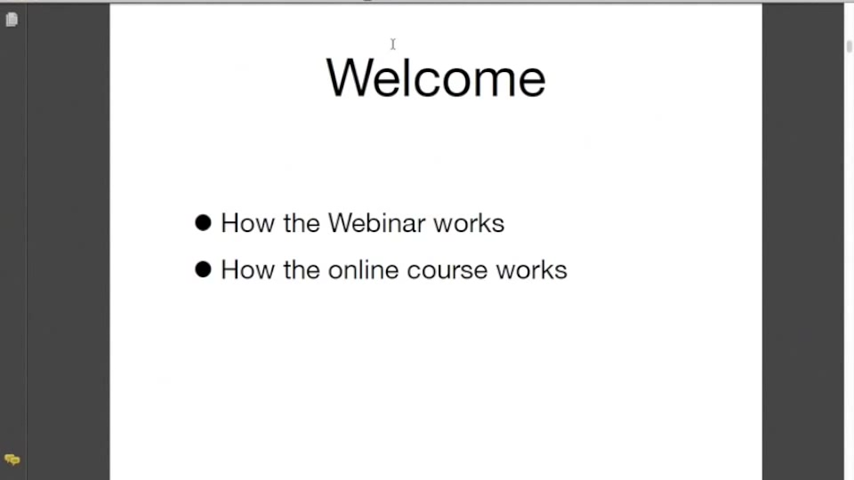 Welcome
● How the Webinar works
● How the online course works